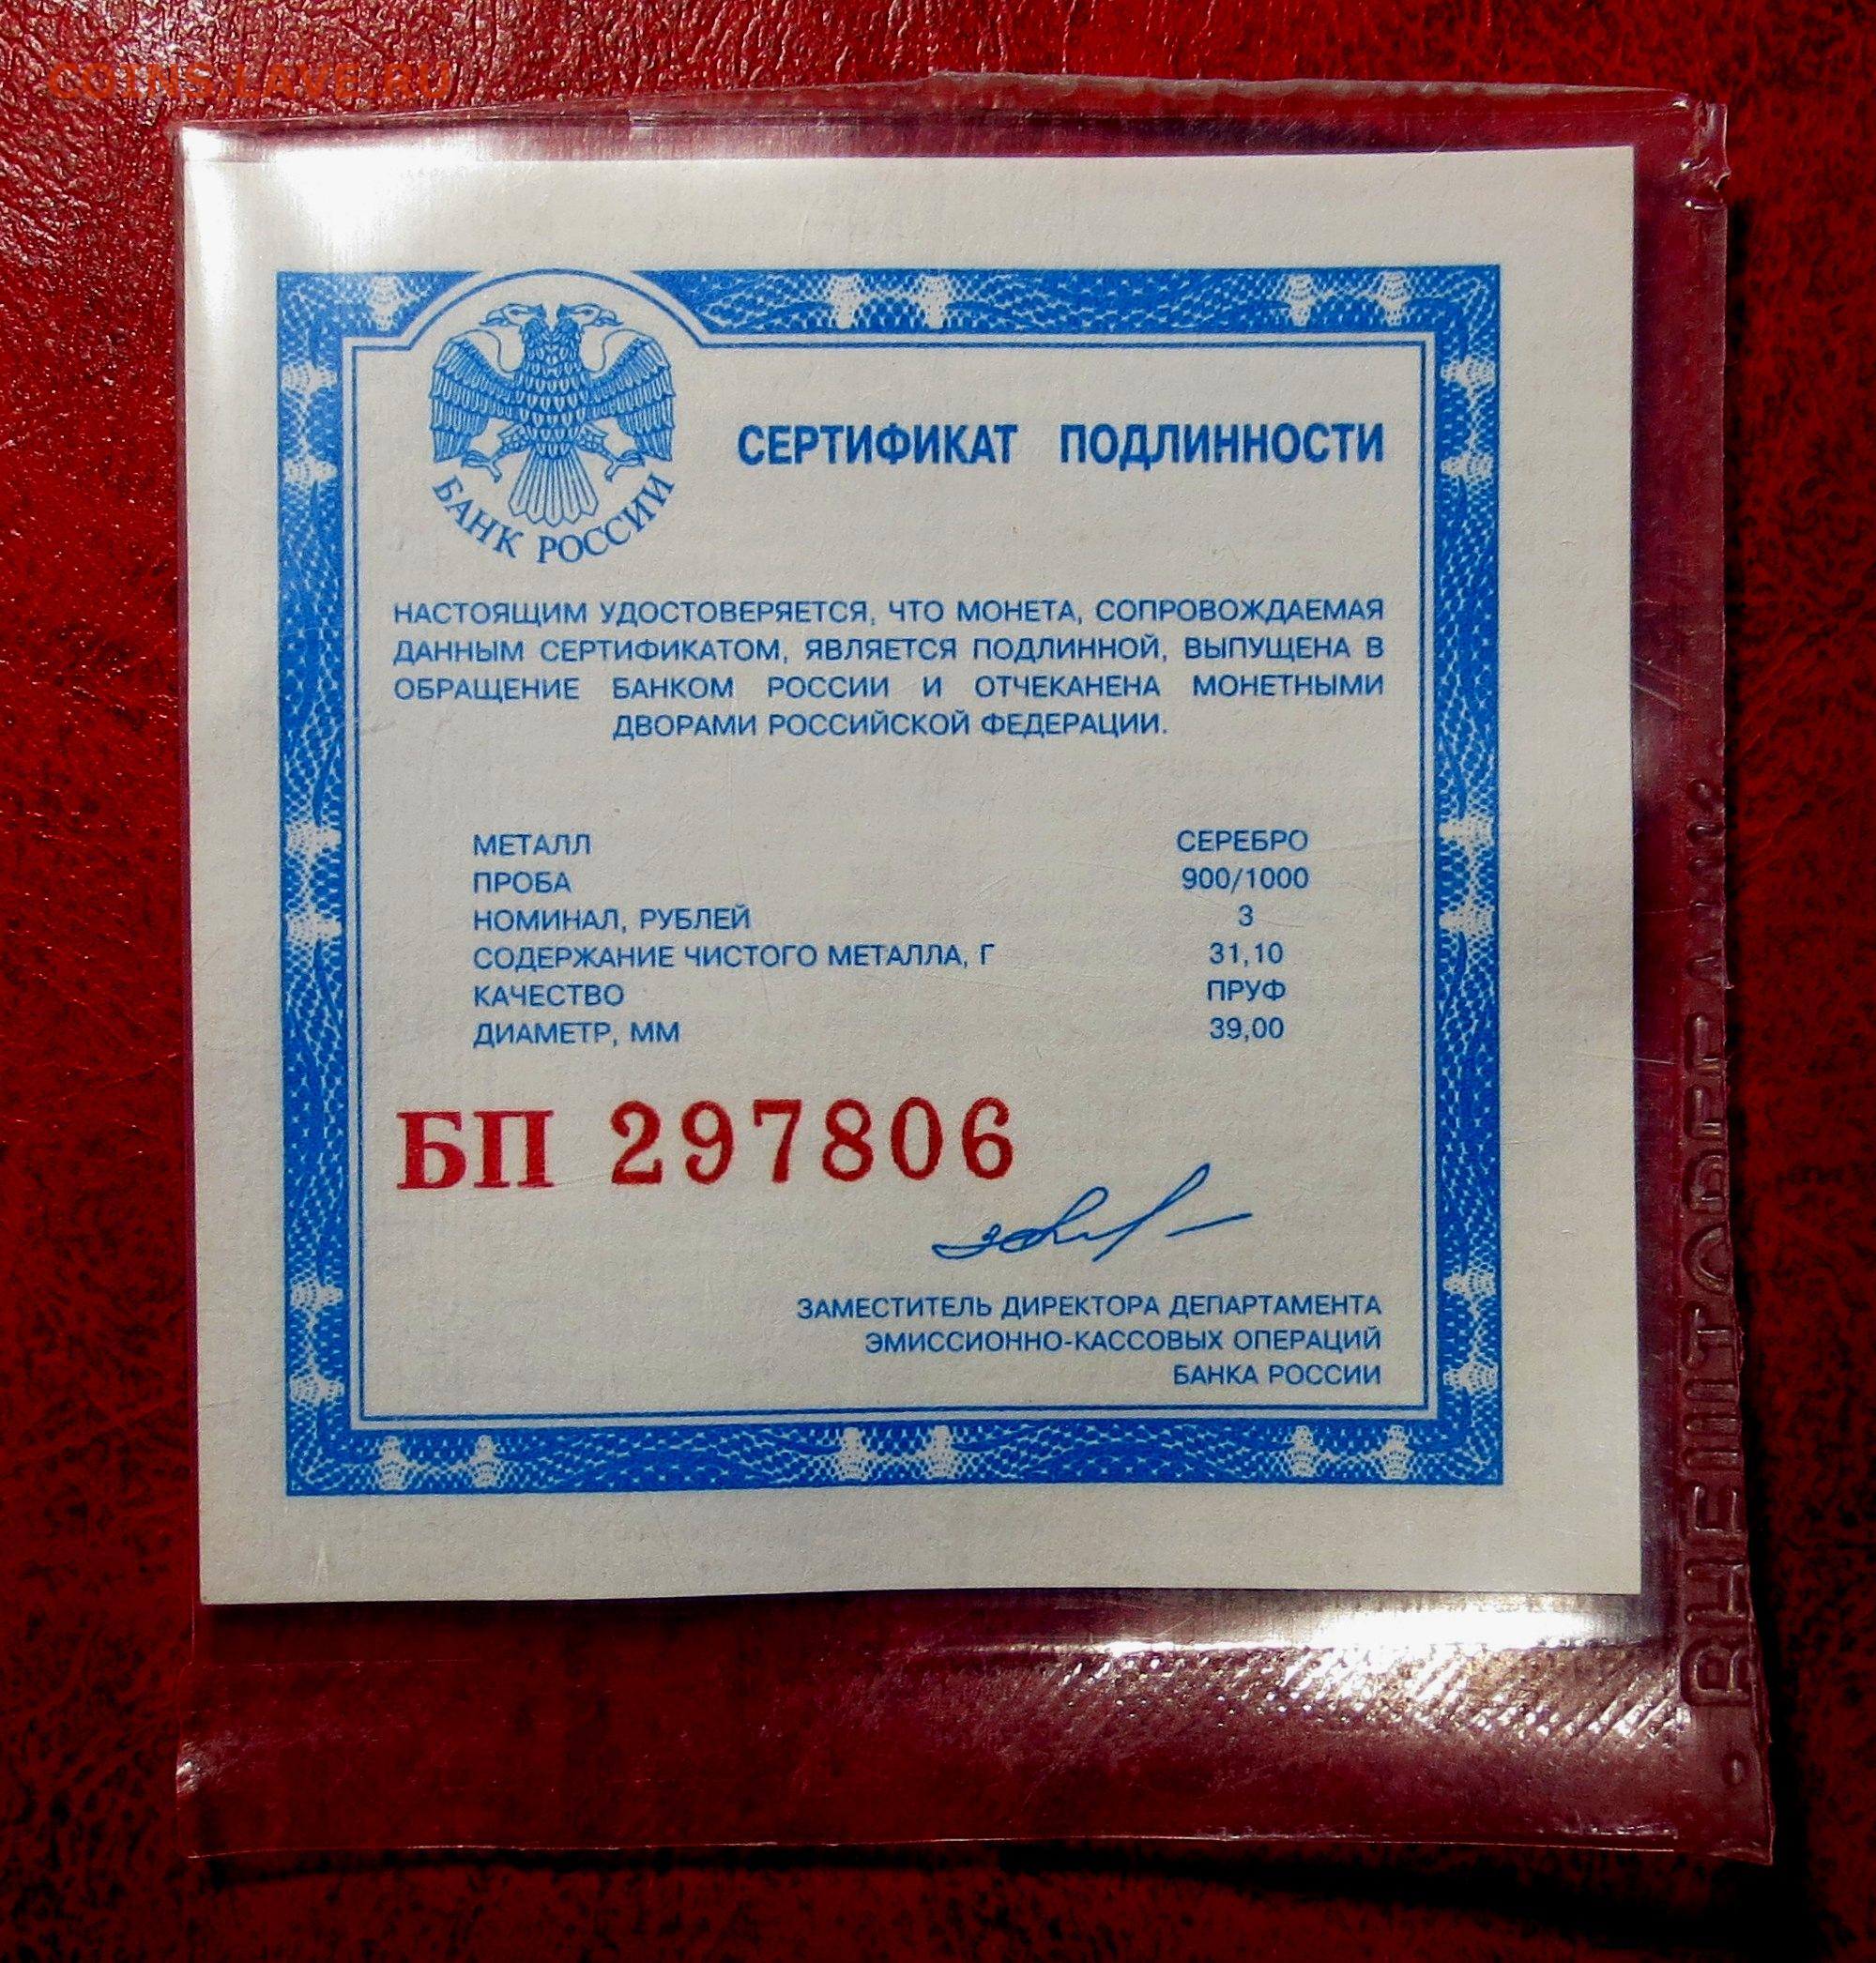 COINS.LAVE.RU
БАНК РОССИИ
СЕРТИФИКАТ ПОДЛИННОСТИ
НАСТОЯЩИМ УДОСТОВЕРЯЕТСЯ, ЧТО МОНЕТА, СОПРОВОЖДАЕМАЯ
ДАННЫМ СЕРТИФИКАТОМ, ЯВЛЯЕТСЯ ПОДЛИННОЙ, ВЫПУЩЕНА В
ОБРАЩЕНИЕ БАНКОМ РОССИИ И ОТЧЕКАНЕНА МОНЕТНЫМИ
ДВОРАМИ РОССИЙСКОЙ ФЕДЕРАЦИИ.
МЕТАЛЛ СЕРЕБРО
ПРОБА 900/1000
НОМИНАЛ, РУБЛЕЙ 3
СОДЕРЖАНИЕ ЧИСТОГО МЕТАЛЛА, Г 31,10
КАЧЕСТВО ПРУФ
ДИАМЕТР, ММ 39,00
БП 297806
ЗАМЕСТИТЕЛЬ ДИРЕКТОРА ДЕПАРТАМЕНТА
ЭМИССИОННО-КАССОВЫХ ОПЕРАЦИЙ
БАНКА РОССИИ